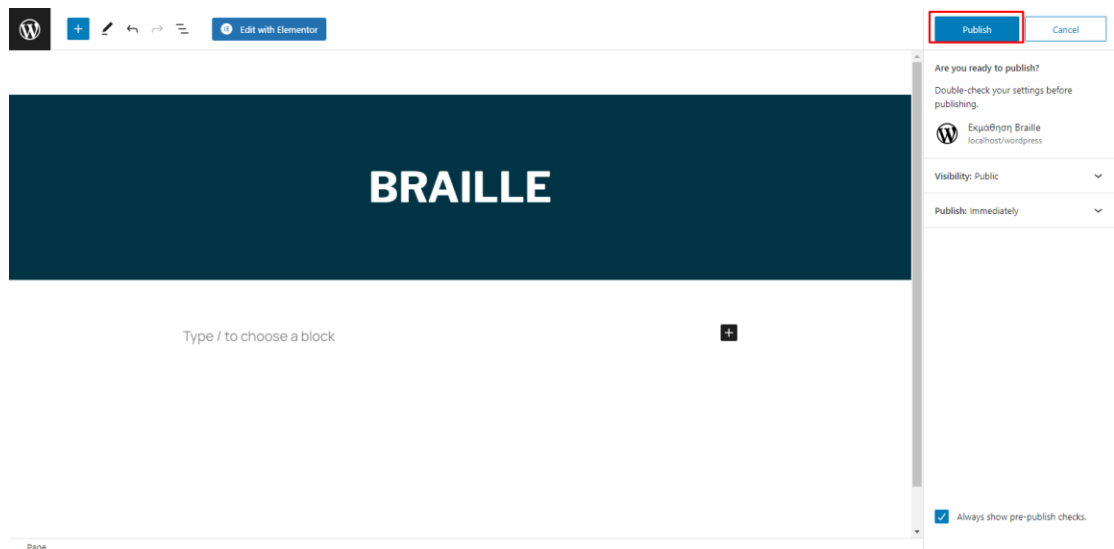 Edit with Elementor
Publish Cancel
Are you ready to publish?
Double-check your settings before
publishing.
Εκμάθηση Braille
localhost/wordpress
Visibility: Public
Publish: Immediately
BRAILLE
Type / to choose a block
Always show pre-publish checks.
Page